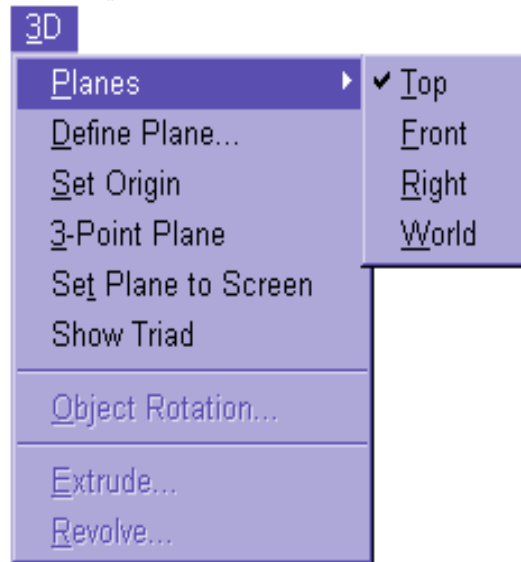 3D
Planes
Define Plane...
Set Origin
3-Point Plane
Set Plane to Screen
Show Triad
Object Rotation...
Extrude...
Revolve...
Top
Front
Right
World